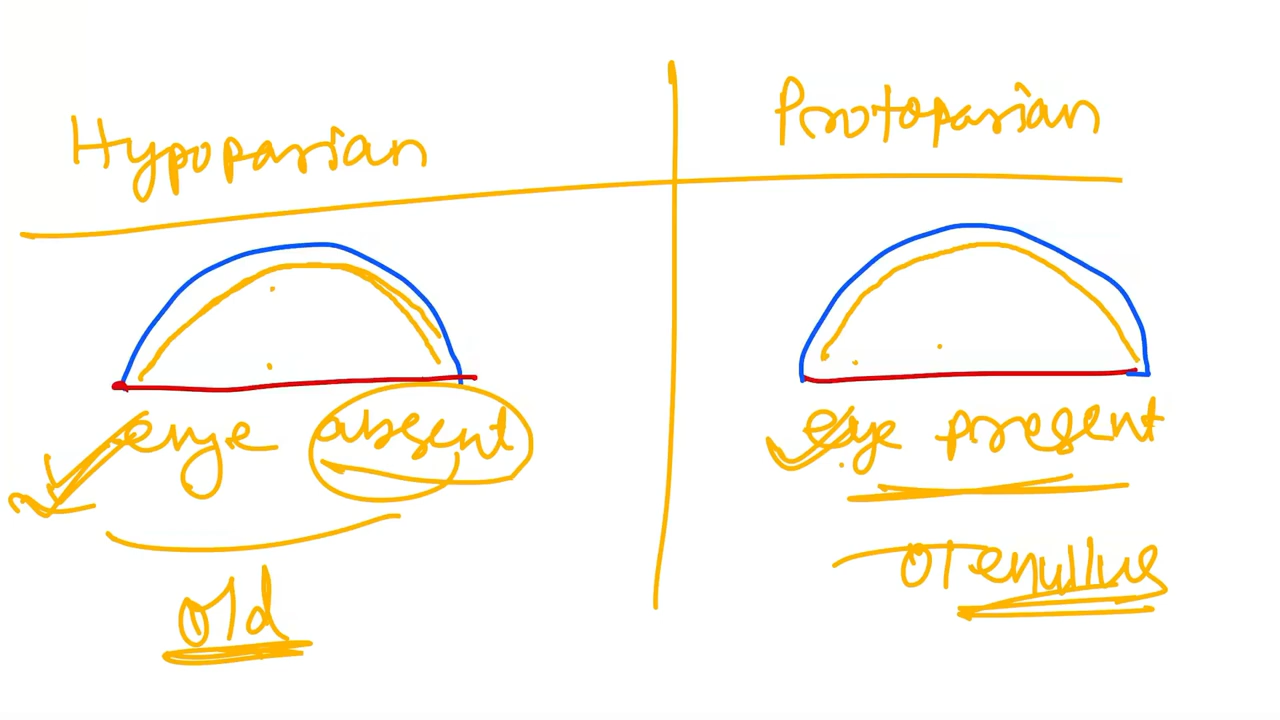 Hypoparian
Protoparian
eye absent
eye present
Olenullus
Old